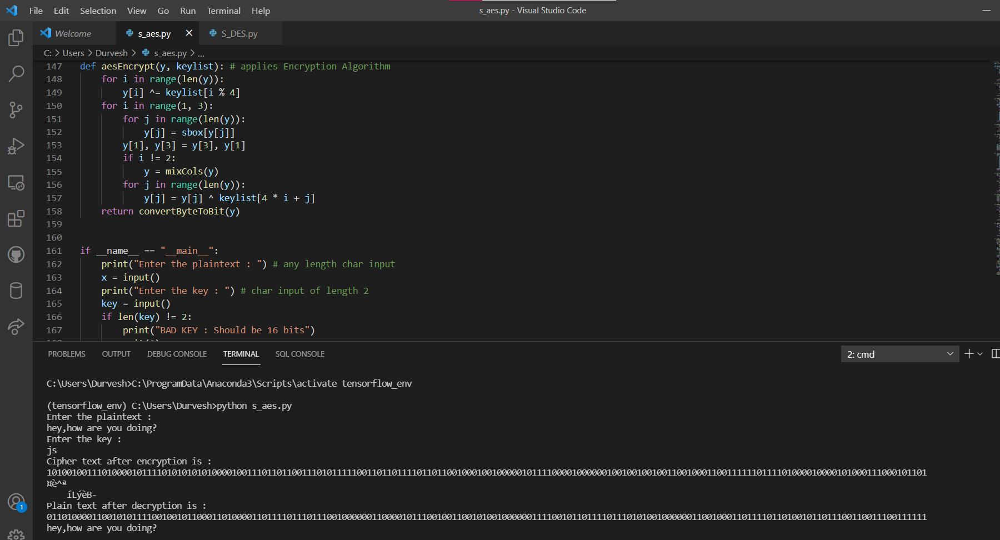 File Edit Selection View Go Run Terminal Help
s_aes.py - Visual Studio Code
Welcome
s_aes.py
S_DES.py
C: > Users > Durvesh > s_aes.py > ...
147 def aesEncrypt(y, keylist): # applies Encryption Algorithm
148 for i in range(len(y)):
149 y[i] ^= keylist[i % 4]
150 for i in range(1, 3):
151 for j in range(len(y)):
152 y[j] = sbox[y[j]]
153 y[1], y[3] = y[3], y[1]
154 if i != 2:
155 y = mixCols(y)
156 for j in range(len(y)):
157 y[j] = y[j] ^ keylist[4 * i + j]
158 return convertByteToBit(y)
159
160
161 if __name__ == "__main__":
162 print("Enter the plaintext : ") # any length char input
163 x = input()
164 print("Enter the key : ") # char input of length 2
165 key = input()
166 if len(key) != 2:
167 print("BAD KEY : Should be 16 bits")
PROBLEMS OUTPUT DEBUG CONSOLE TERMINAL SQL CONSOLE
2: cmd
C:\Users\Durvesh>C:\ProgramData\Anaconda3\Scripts\activate tensorflow_env
(tensorflow_env) C:\Users\Durvesh>python s_aes.py
Enter the plaintext :
hey,how are you doing?
Enter the key :
js
Cipher text after encryption is :
¤è^ª
íLýèB-
Plain text after decryption is :
hey,how are you doing?
1